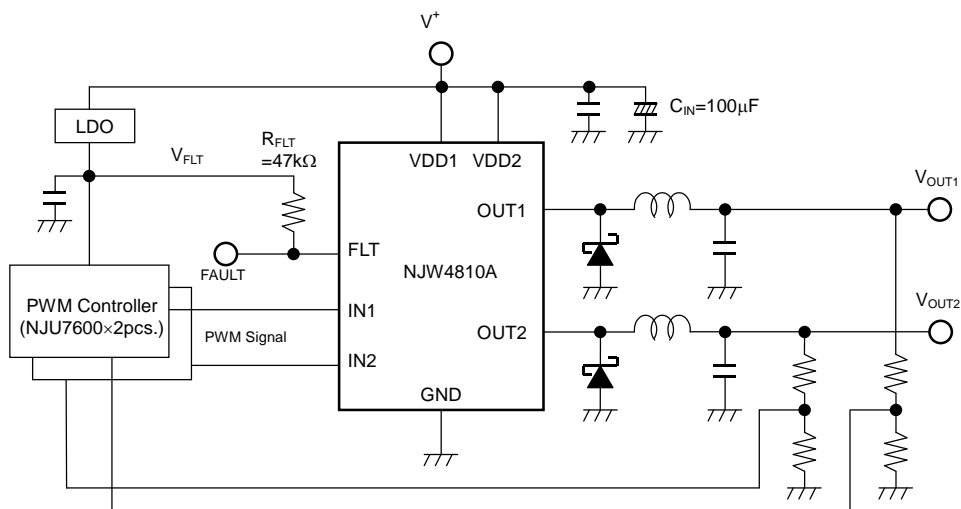 V+
LDO
CIN=100μF
RFLT
=47kΩ
VFLT
VDD1
VDD2
VOUT1
OUT1
FLT
FAULT
NJW4810A
PWM Controller
(NJU7600×2pcs.)
IN1
VOUT2
OUT2
PWM Signal
IN2
GND